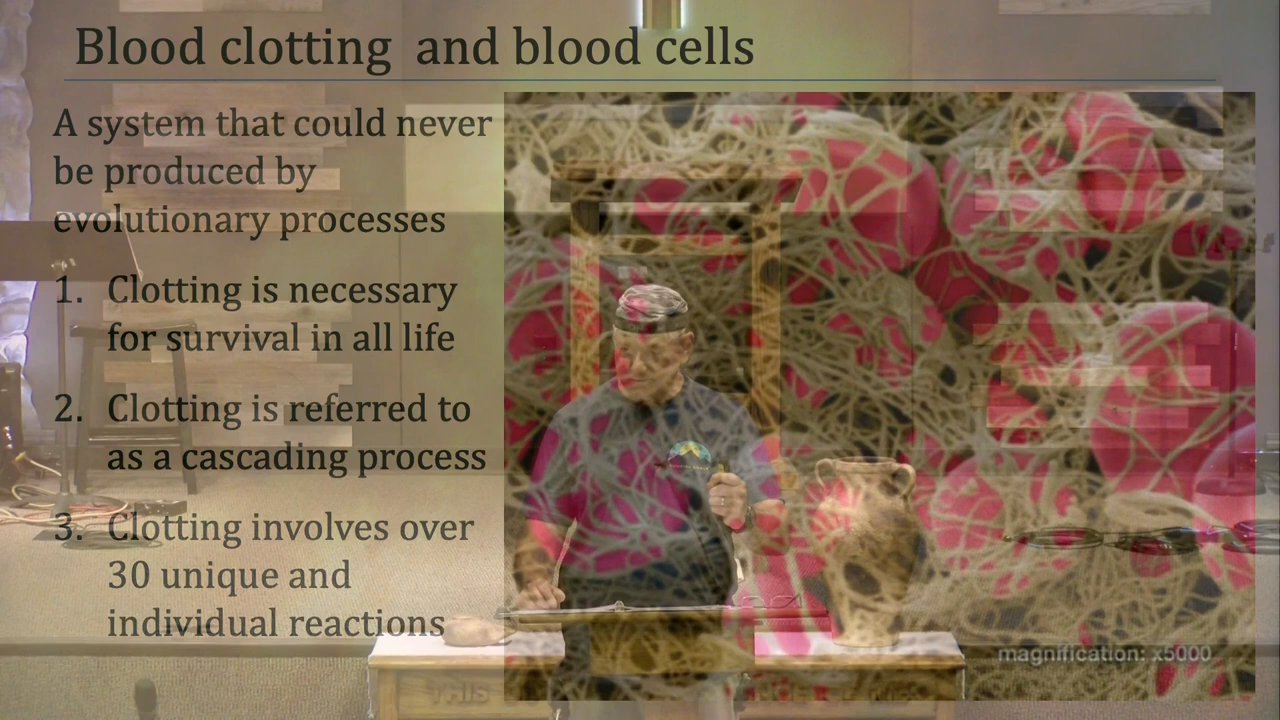 Blood clotting and blood cells
A system that could never
be produced by
evolutionary processes
1. Clotting is necessary
for survival in all life
2. Clotting is referred to
as a cascading process
3. Clotting involves over
30 unique and
individual reactions
magnification: x5000
THIS